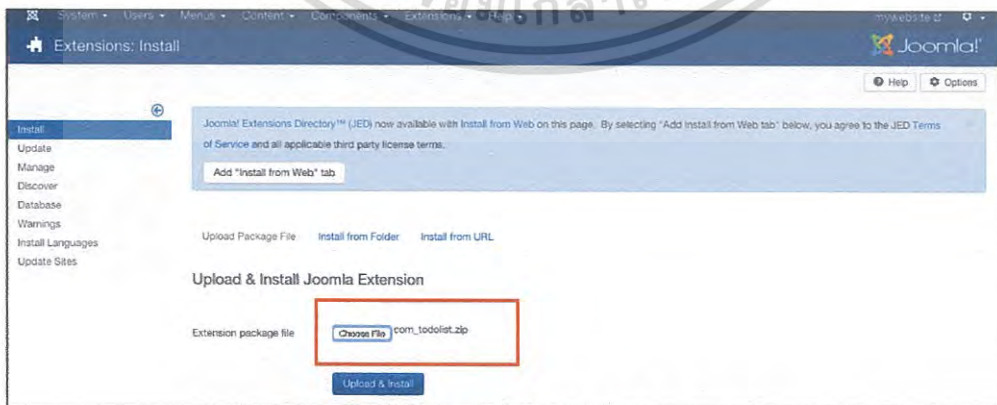 System Users Menus Content Components Extensions Help mywebsite
Extensions: Install Joomla!
Help Options
Install
Update
Manage
Discover
Database
Warnings
Install Languages
Update Sites
Joomla! Extensions Directory™ (JED) now available with Install from Web on this page. By selecting "Add Install from Web tab" below, you agree to the JED Terms
of Service and all applicable third party license terms.
Add "Install from Web" tab
Upload Package File Install from Folder Install from URL
Upload & Install Joomla Extension
Extension package file Choose File com_todolist.zip
Upload & Install